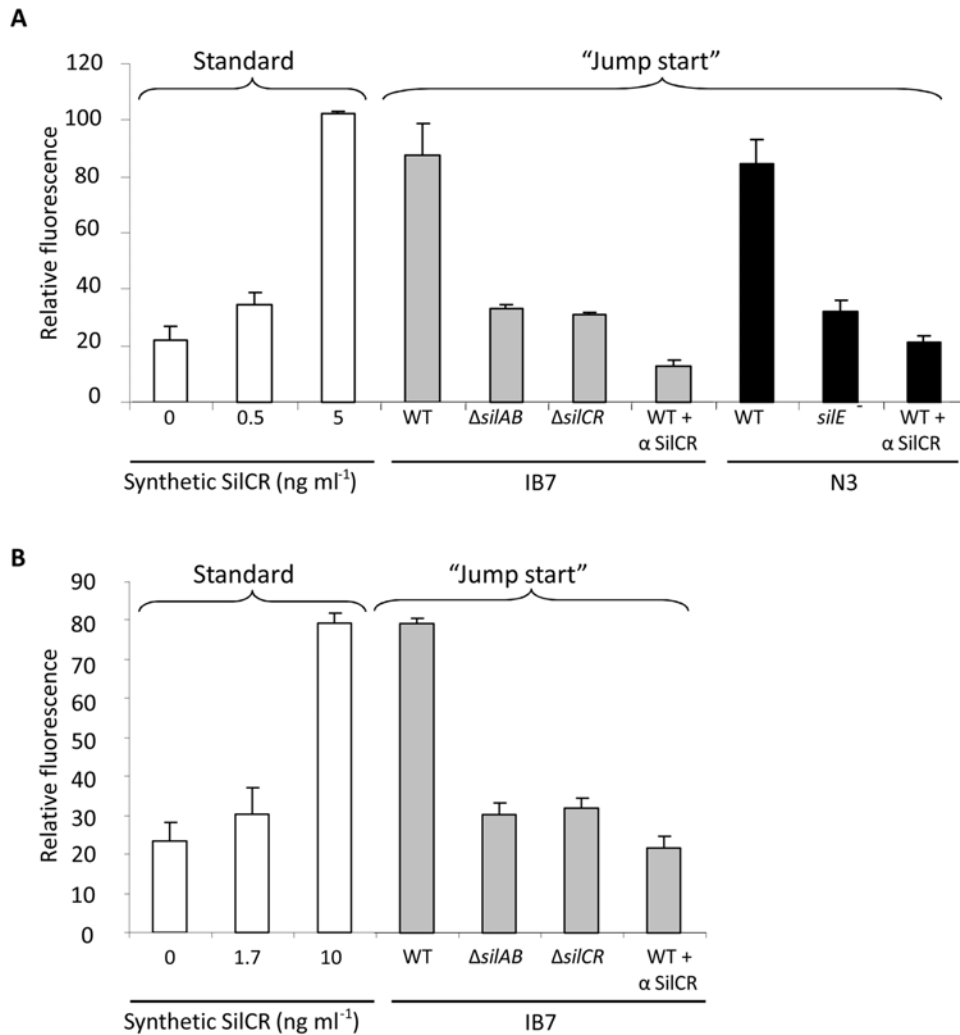 A
Standard
“Jump start”
Relative fluorescence
120
100
80
60
40
20
0
0 0.5 5 WT ΔsilAB ΔsilCR WT + α SilCR WT silE⁻ WT + α SilCR
Synthetic SilCR (ng ml⁻¹) IB7 N3
B
Standard
“Jump start”
Relative fluorescence
90
80
70
60
50
40
30
20
10
0
0 1.7 10 WT ΔsilAB ΔsilCR WT + α SilCR
Synthetic SilCR (ng ml⁻¹) IB7